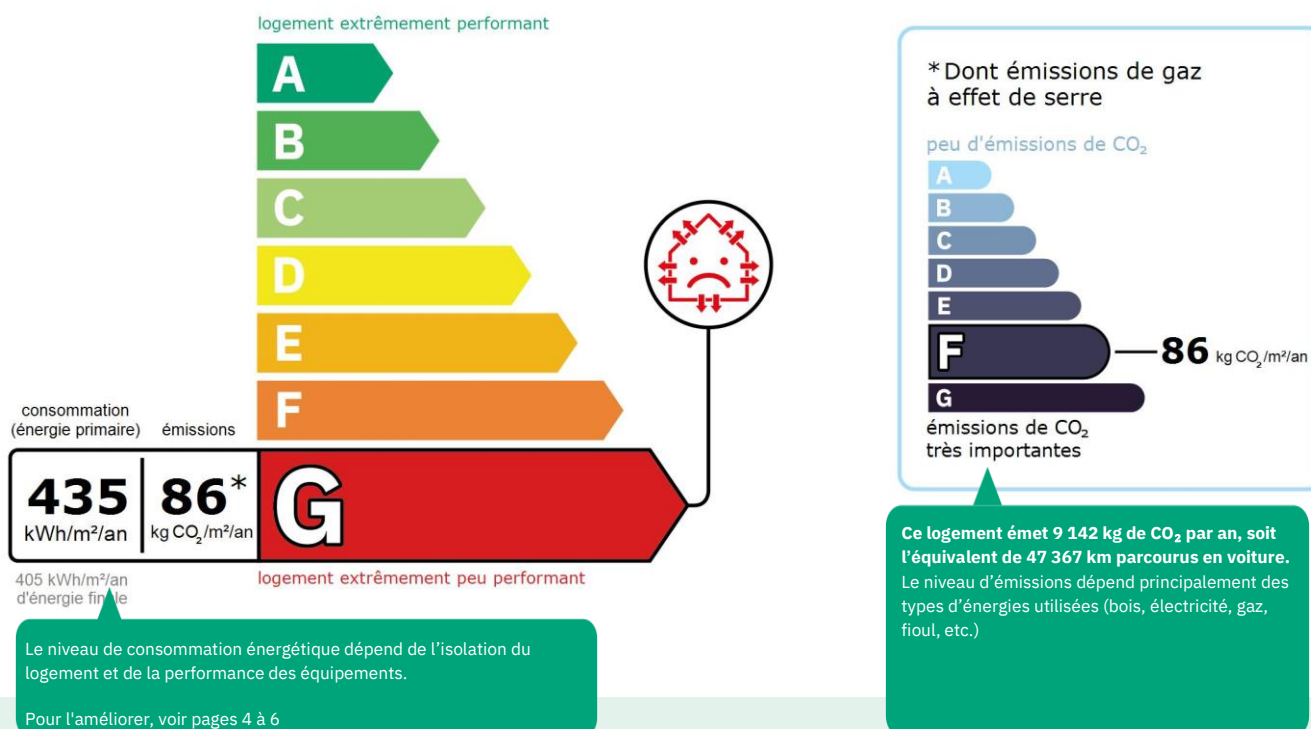 logement extrêmement performant
A
B
C
D
E
F
consommation
(énergie primaire)
émissions
435
kWh/m²/an
86*
kg CO₂/m²/an
G
405 kWh/m²/an
d'énergie finale
logement extrêmement peu performant
Le niveau de consommation énergétique dépend de l'isolation du
logement et de la performance des équipements.
Pour l'améliorer, voir pages 4 à 6
*Dont émissions de gaz
à effet de serre
peu d'émissions de CO₂
A
B
C
D
E
F
86 kg CO₂/m²/an
G
émissions de CO₂
très importantes
Ce logement émet 9 142 kg de CO₂ par an, soit
l'équivalent de 47 367 km parcourus en voiture.
Le niveau d'émissions dépend principalement des
types d'énergies utilisées (bois, électricité, gaz,
fioul, etc.)